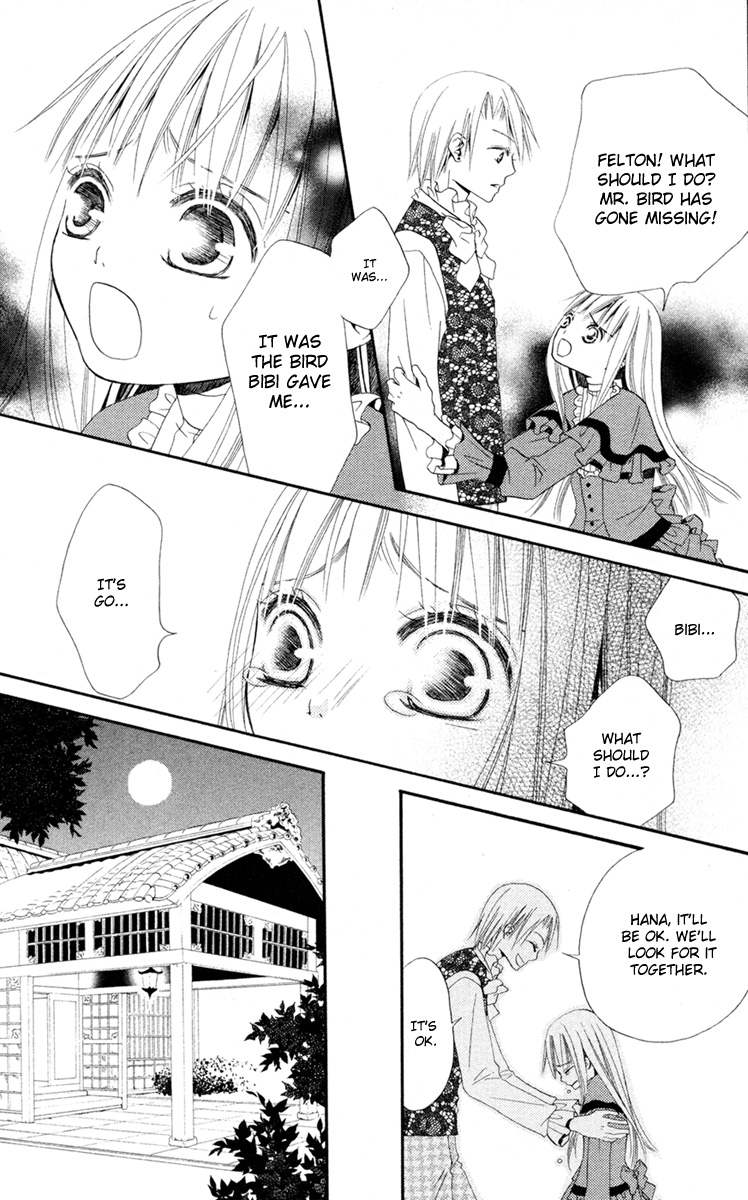 FELTON! WHAT
SHOULD I DO?
MR. BIRD HAS
GONE MISSING!
IT
WAS...
IT WAS
THE BIRD
BIBI GAVE
ME...
BIBI...
WHAT
SHOULD
I DO...?
IT'S
GO...
HANA, IT'LL
BE OK. WE'LL
LOOK FOR IT
TOGETHER.
IT'S
OK.